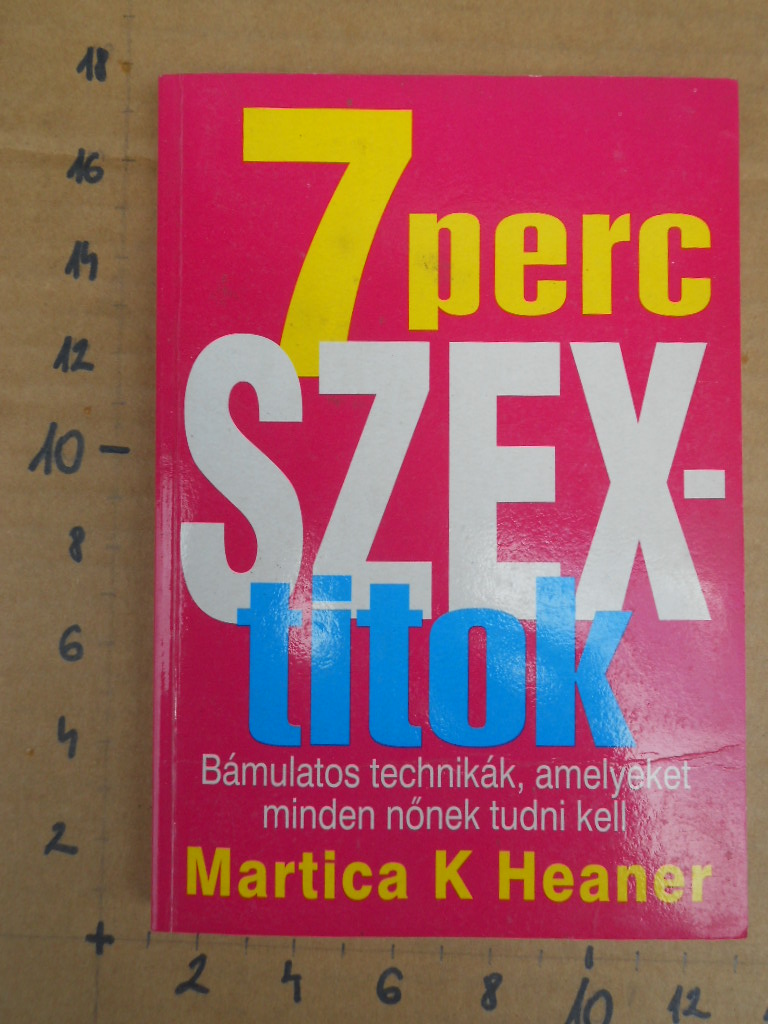 18
16
14
12
10
8
6
4
2
7 perc
SZEX-
titok
Bámulatos technikák, amelyeket
minden nőnek tudni kell
Martica K Heaner
2 4 6 8 10 12